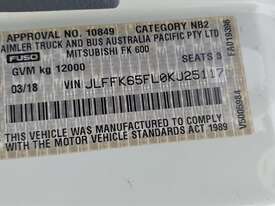 APPROVAL NO. 10849 CATEGORY NB2
DAIMLER TRUCK AND BUS AUSTRALIA PACIFIC PTY LTD
FUSO MITSUBISHI FK 600
GVM kg 12000 SEATS 3
03/18 VIN JLFFK65FL0KJ25117
THIS VEHICLE WAS MANUFACTURED TO COMPLY
WITH THE MOTOR VEHICLE STANDARDS ACT 1989